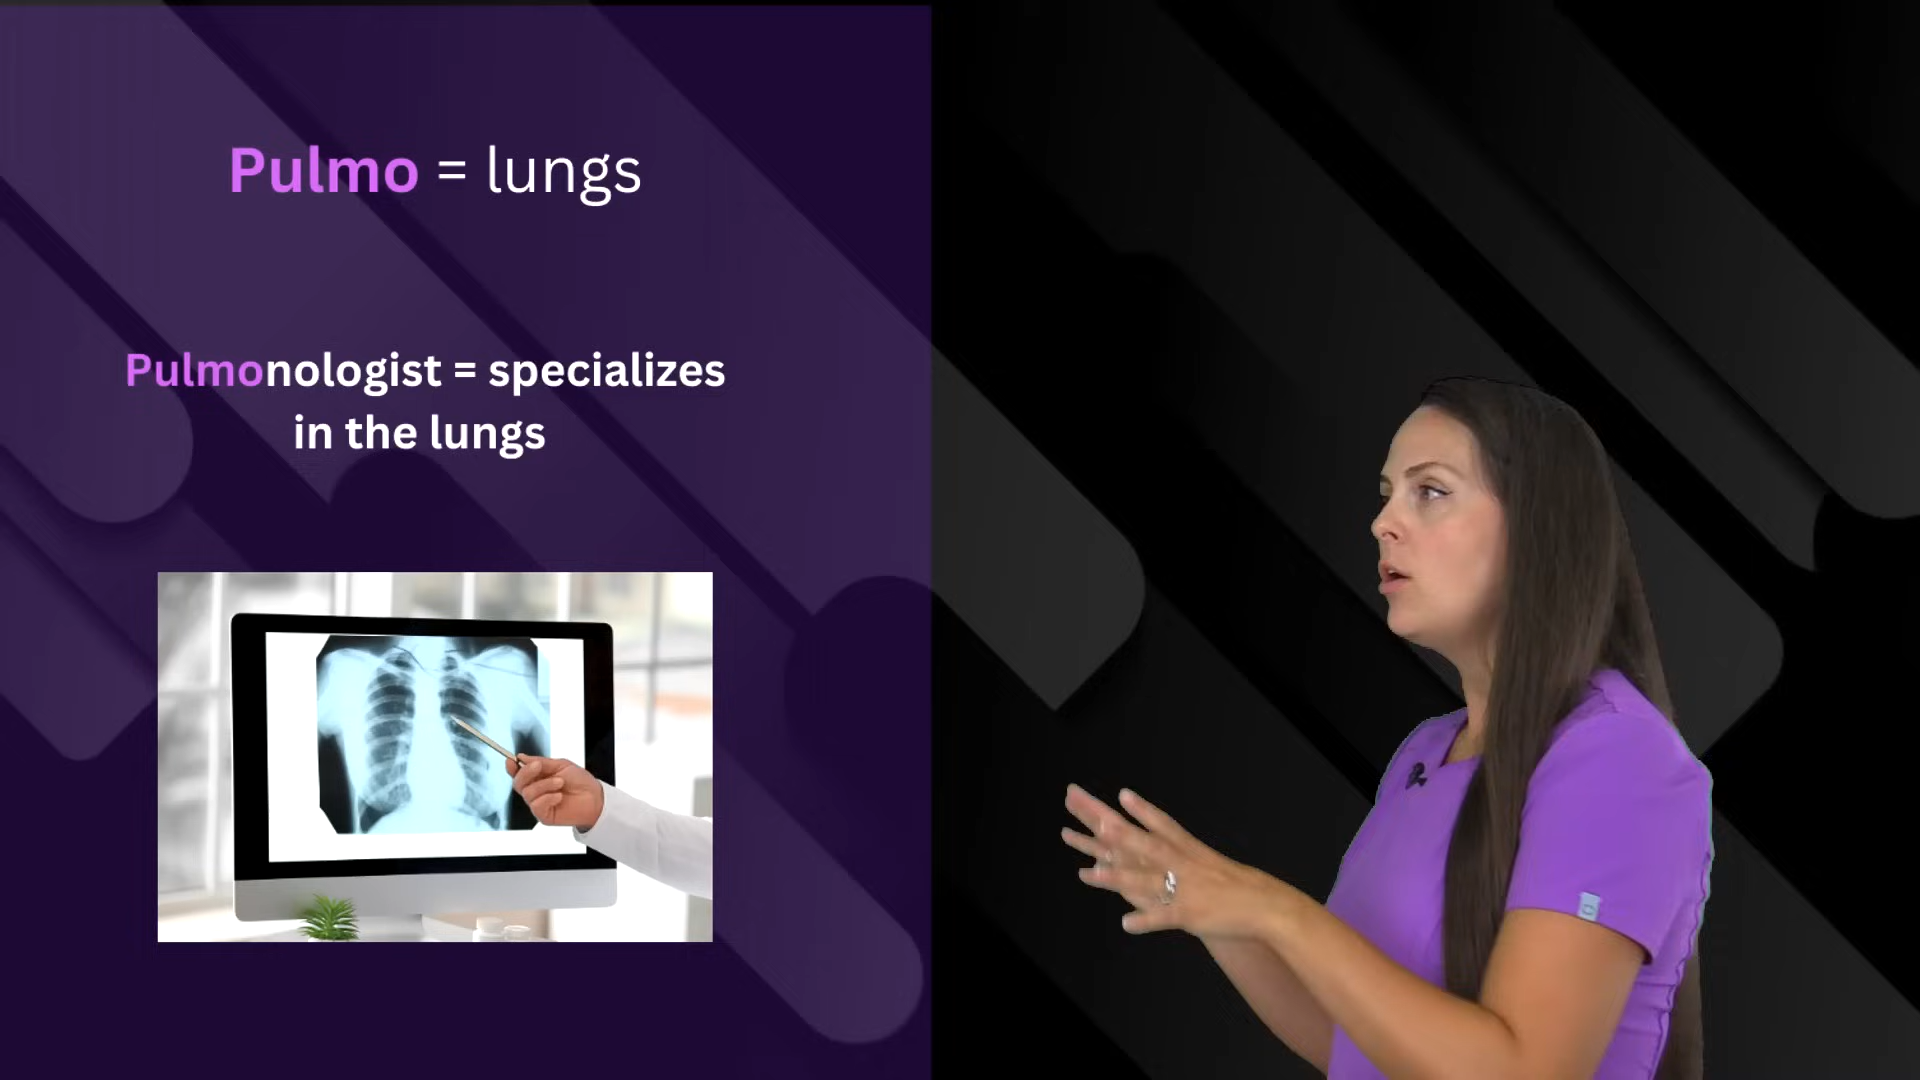 Pulmo = lungs
Pulmonologist = specializes
in the lungs